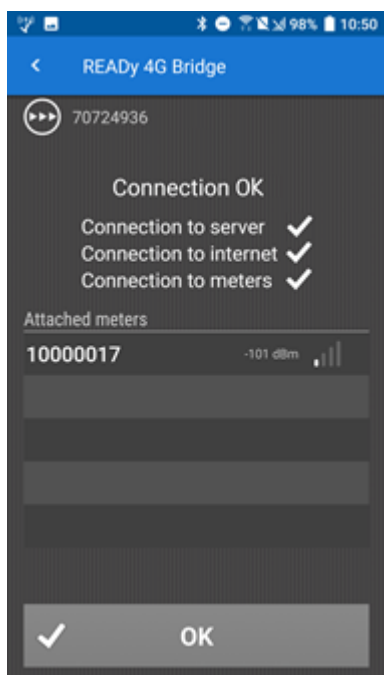 98% 10:50
READy 4G Bridge
70724936
Connection OK
Connection to server
Connection to internet
Connection to meters
Attached meters
10000017 -101 dBm
OK